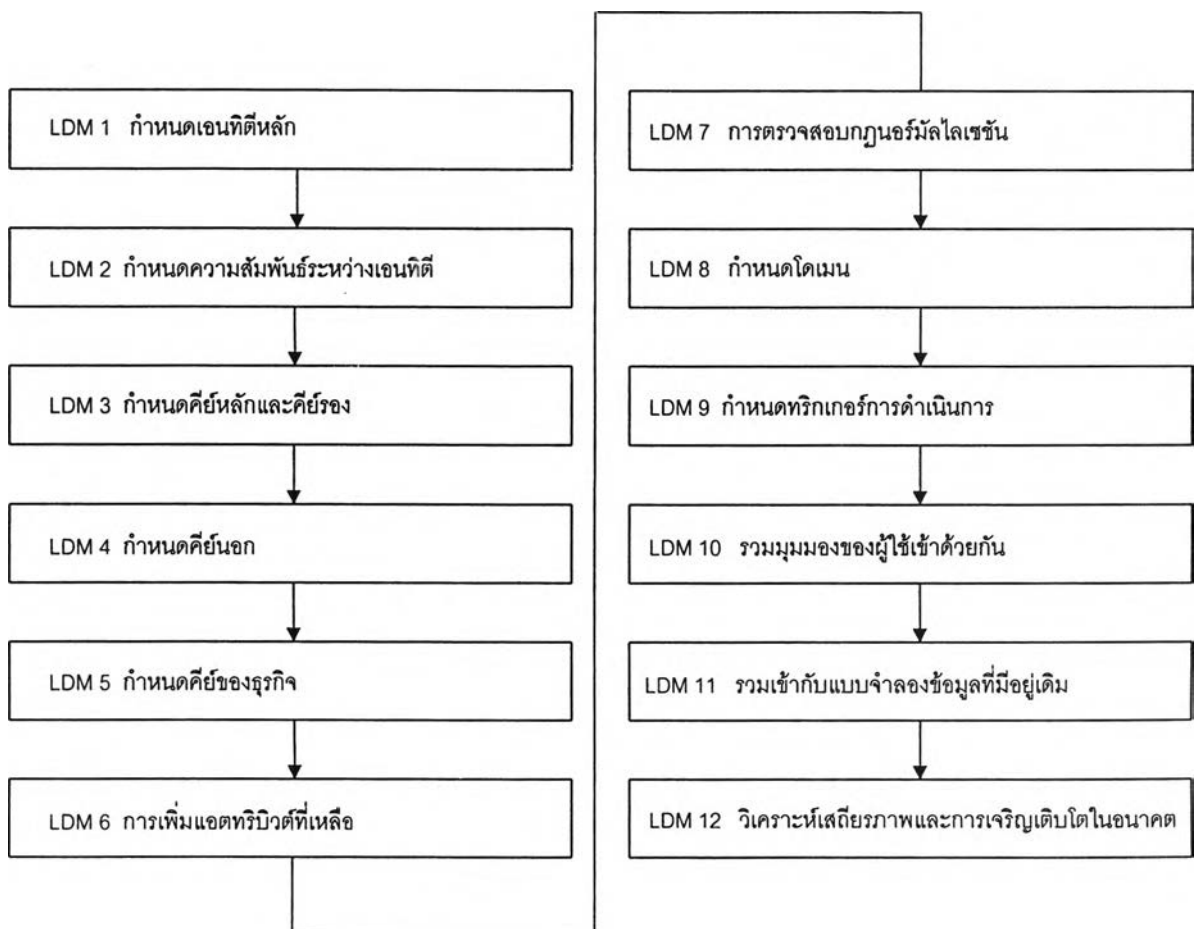 LDM 1 กำหนดเอนทิตีหลัก
LDM 2 กำหนดความสัมพันธ์ระหว่างเอนทิตี
LDM 3 กำหนดคีย์หลักและคีย์รอง
LDM 4 กำหนดคีย์นอก
LDM 5 กำหนดคีย์ของธุรกิจ
LDM 6 การเพิ่มแอตทริบิวต์ที่เหลือ
LDM 7 การตรวจสอบกฎนอร์มัลไลเซชัน
LDM 8 กำหนดโดเมน
LDM 9 กำหนดทริกเกอร์การดำเนินการ
LDM 10 รวมมุมมองของผู้ใช้เข้าด้วยกัน
LDM 11 รวมเข้ากับแบบจำลองข้อมูลที่มีอยู่เดิม
LDM 12 วิเคราะห์เสถียรภาพและการเจริญเติบโตในอนาคต